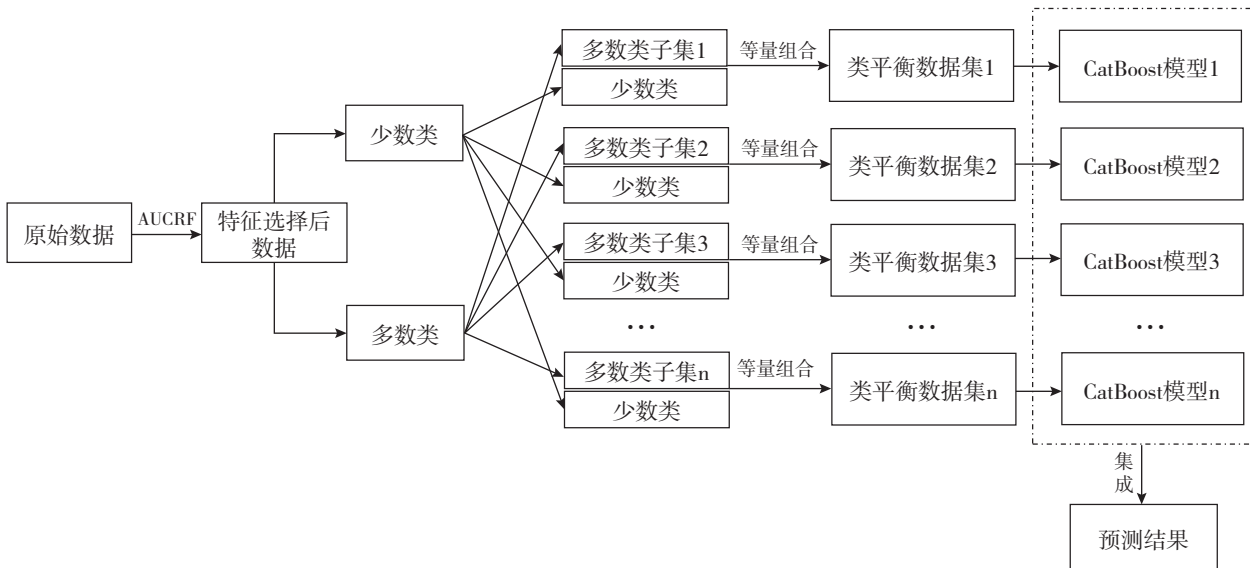 多数类子集1
等量组合
类平衡数据集1
CatBoost模型1
少数类
少数类
多数类子集2
等量组合
类平衡数据集2
CatBoost模型2
少数类
原始数据
AUCRF
特征选择后
数据
多数类子集3
等量组合
类平衡数据集3
CatBoost模型3
少数类
多数类
...
...
...
多数类子集n
等量组合
类平衡数据集n
CatBoost模型n
少数类
集
成
预测结果